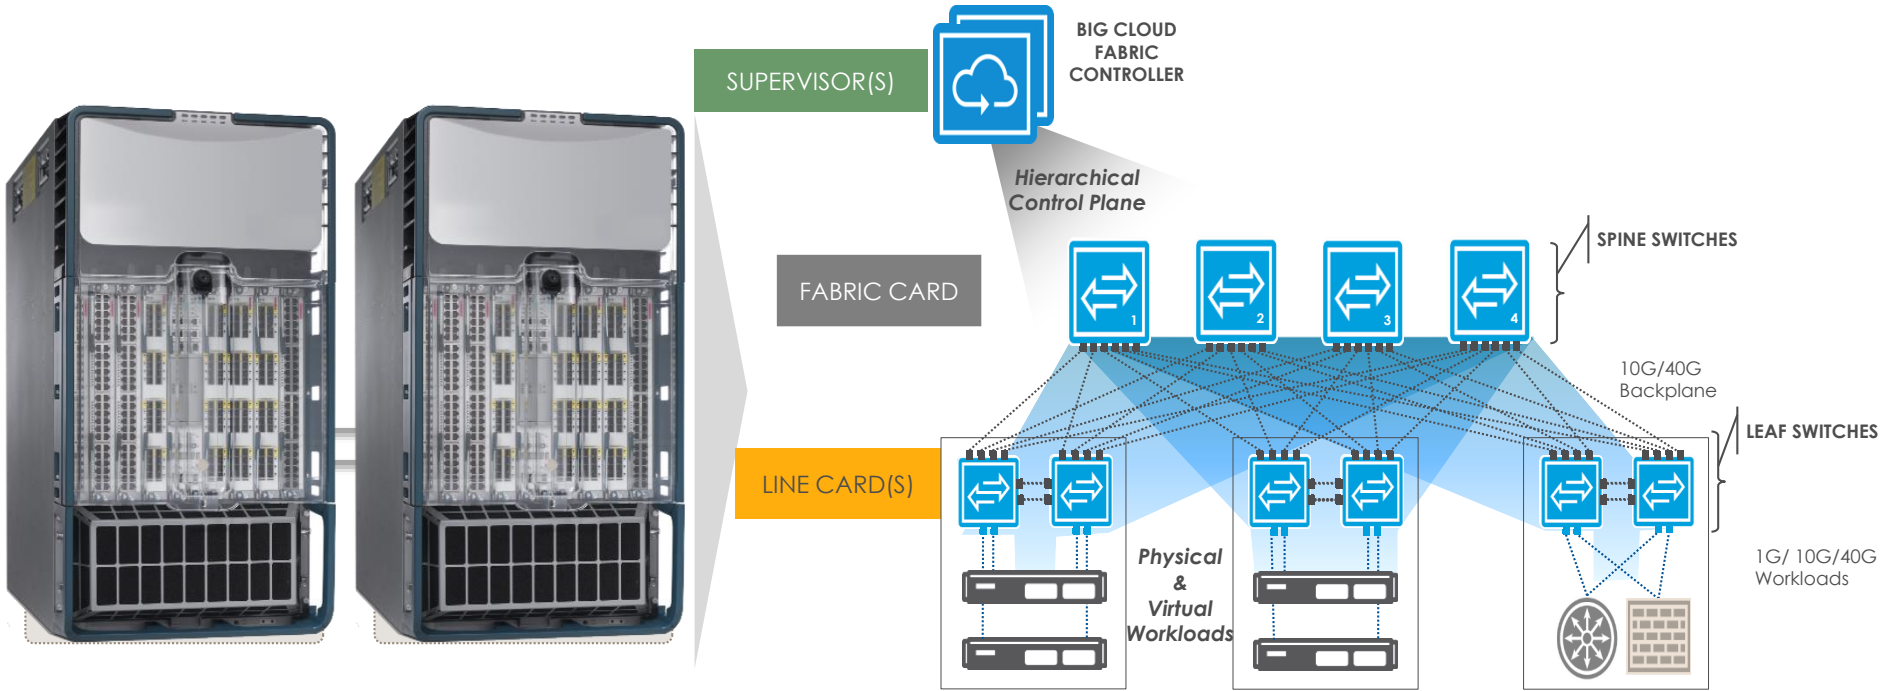 SUPERVISOR(S)
BIG CLOUD
FABRIC
CONTROLLER
Hierarchical
Control Plane
SPINE SWITCHES
FABRIC CARD
1
2
3
4
10G/40G
Backplane
LEAF SWITCHES
LINE CARD(S)
Physical
&
Virtual
Workloads
1G/ 10G/40G
Workloads